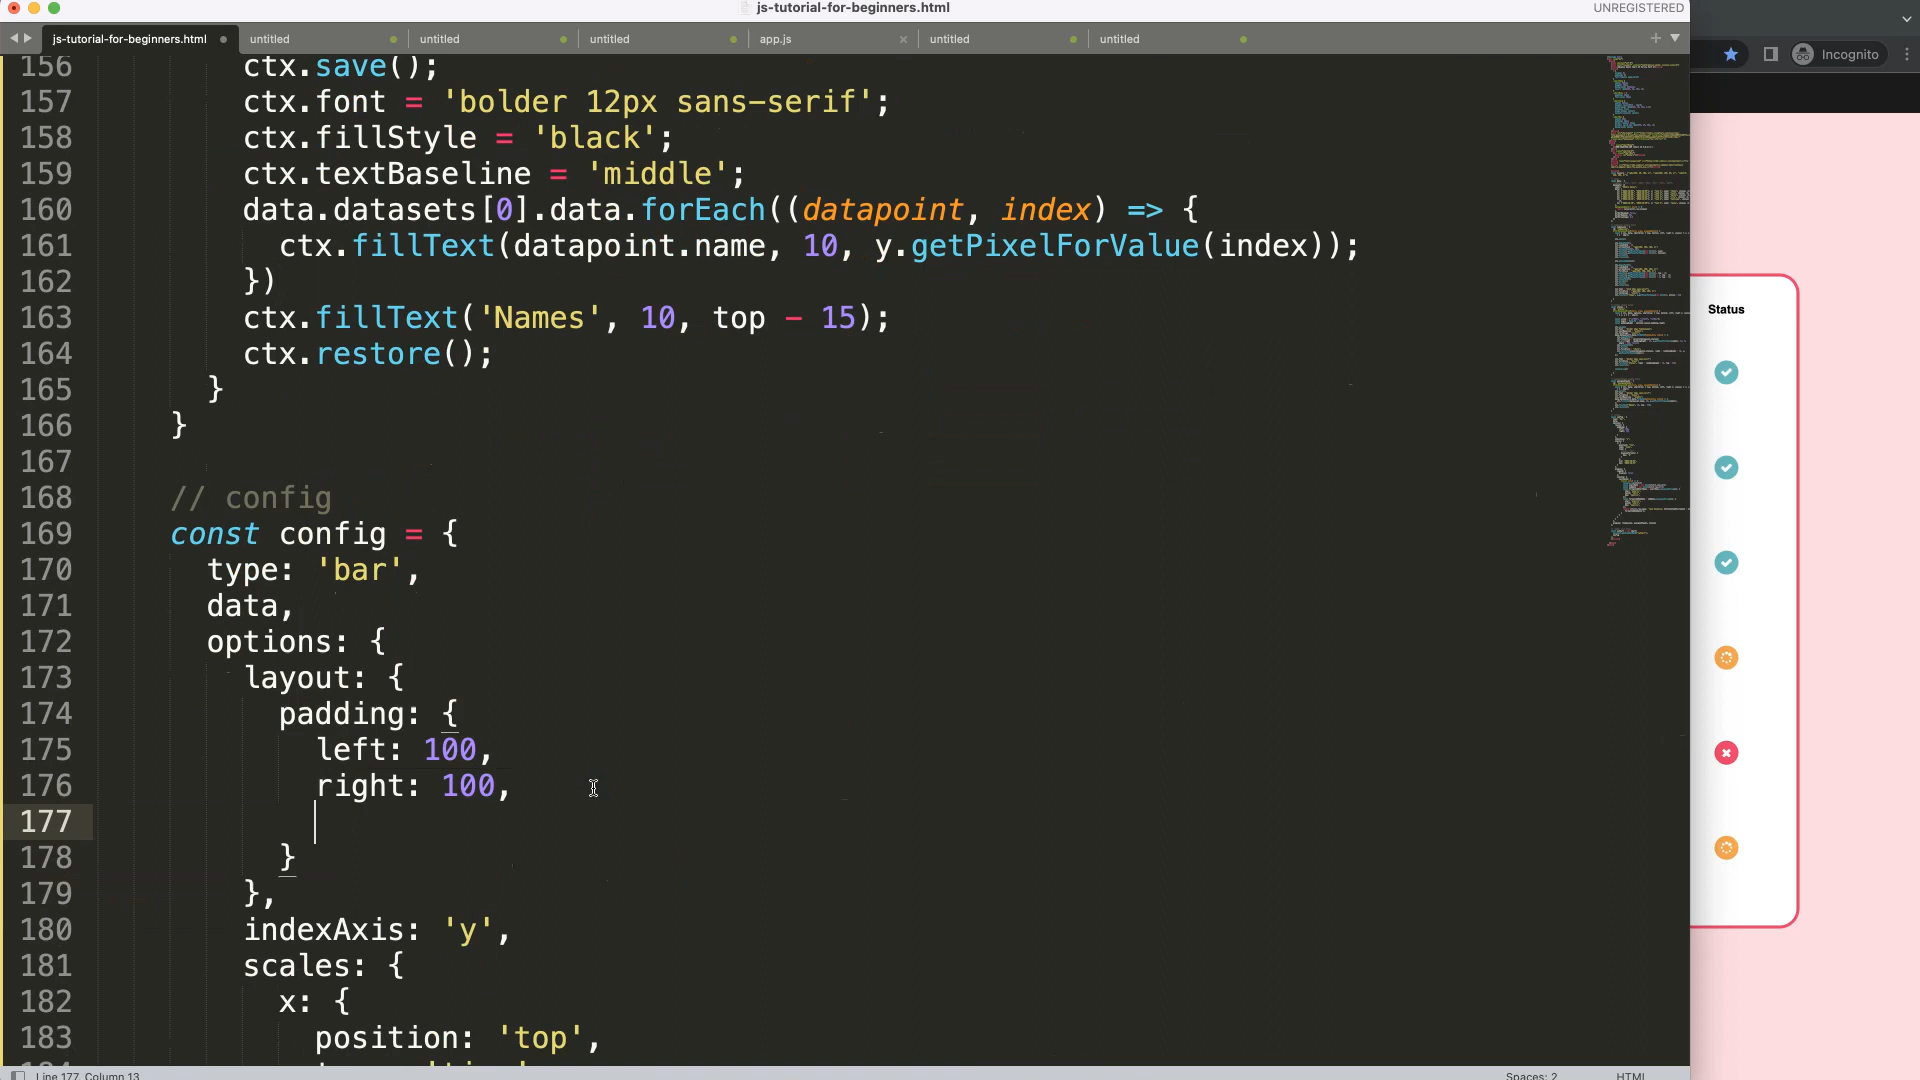 js-tutorial-for-beginners.html
UNREGISTERED
js-tutorial-for-beginners.html untitled untitled untitled app.js untitled untitled
Incognito
156 ctx.save();
157 ctx.font = 'bolder 12px sans-serif';
158 ctx.fillStyle = 'black';
159 ctx.textBaseline = 'middle';
160 data.datasets[0].data.forEach((datapoint, index) => {
161 ctx.fillText(datapoint.name, 10, y.getPixelForValue(index));
162 })
163 ctx.fillText('Names', 10, top - 15);
164 ctx.restore();
165 }
166 }
167
168 // config
169 const config = {
170 type: 'bar',
171 data,
172 options: {
173 layout: {
174 padding: {
175 left: 100,
176 right: 100,
177
178 }
179 },
180 indexAxis: 'y',
181 scales: {
182 x: {
183 position: 'top',
Status
Line 177, Column 13
Spaces: 2
HTML